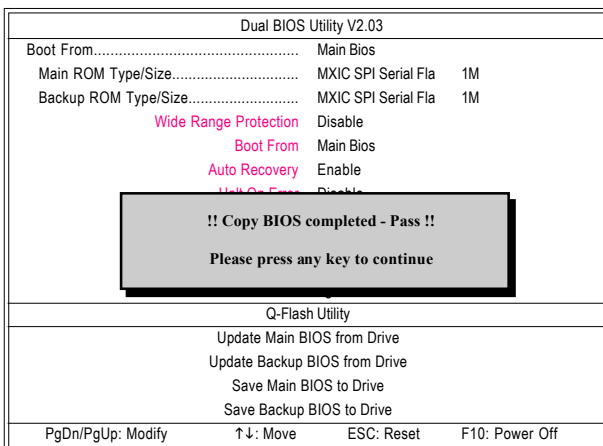 Dual BIOS Utility V2.03
Boot From................................................. Main Bios
Main ROM Type/Size.............................. MXIC SPI Serial Fla 1M
Backup ROM Type/Size.......................... MXIC SPI Serial Fla 1M
Wide Range Protection Disable
Boot From Main Bios
Auto Recovery Enable
Halt On Error Disable
!! Copy BIOS completed - Pass !!
Please press any key to continue
Q-Flash Utility
Update Main BIOS from Drive
Update Backup BIOS from Drive
Save Main BIOS to Drive
Save Backup BIOS to Drive
PgDn/PgUp: Modify ↑↓: Move ESC: Reset F10: Power Off